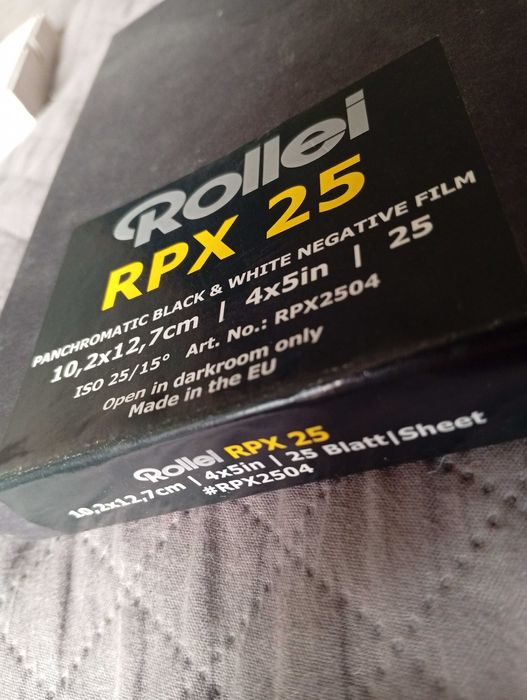 Rollei
RPX 25
PANCHROMATIC BLACK & WHITE NEGATIVE FILM
10,2x12,7cm | 4x5in | 25
ISO 25/15° Art. No.: RPX2504
Open in darkroom only
Made in the EU
Rollei RPX 25
10,2x12,7cm | 4x5in | 25 Blatt|Sheet
#RPX2504